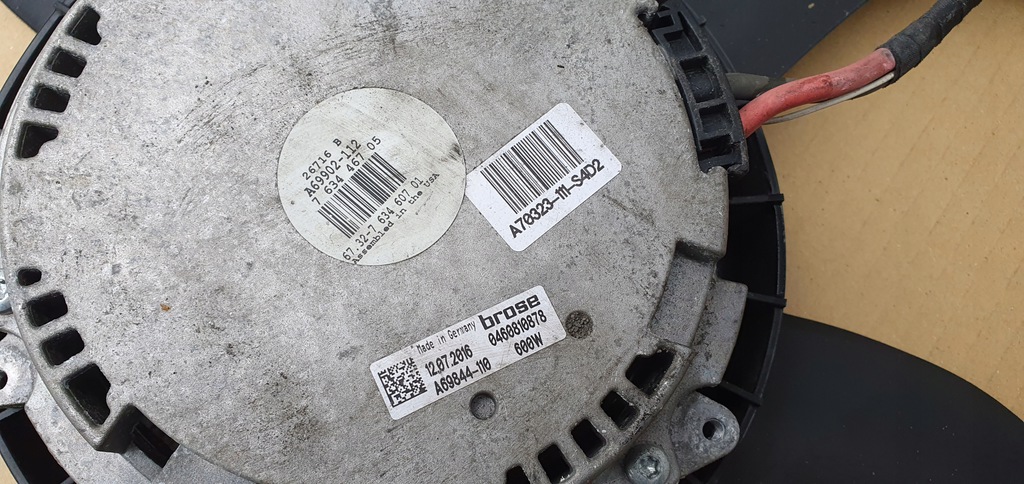 26716 B
A69902-112
7 634 467 05
67.32-7 634 607 01
Assembled in the USA
A70323-111-S4D2
Made in Germany brose
12.07.2016 0460810878
A69844-110 600W